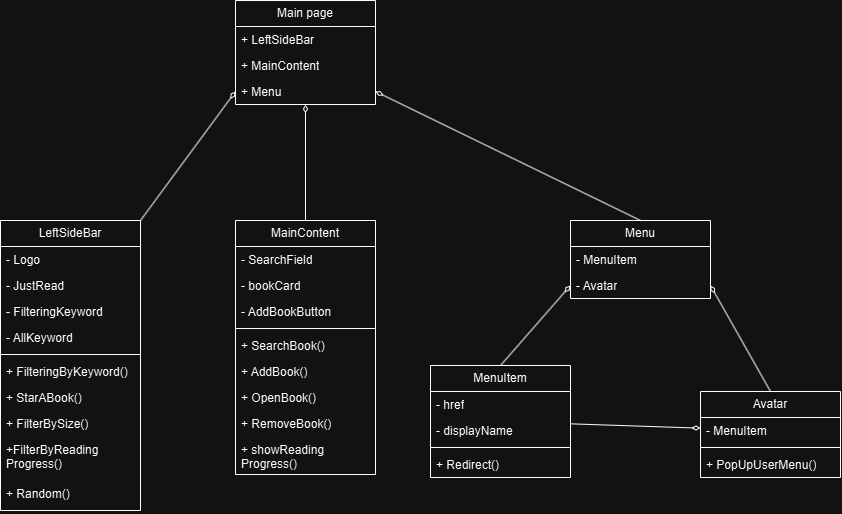 Main page
+ LeftSideBar
+ MainContent
+ Menu
LeftSideBar
- Logo
- JustRead
- FilteringKeyword
- AllKeyword
+ FilteringByKeyword()
+ StarABook()
+ FilterBySize()
+FilterByReading
Progress()
+ Random()
MainContent
- SearchField
- bookCard
- AddBookButton
+ SearchBook()
+ AddBook()
+ OpenBook()
+ RemoveBook()
+ showReading
Progress()
Menu
- MenuItem
- Avatar
MenuItem
- href
- displayName
+ Redirect()
Avatar
- MenuItem
+ PopUpUserMenu()